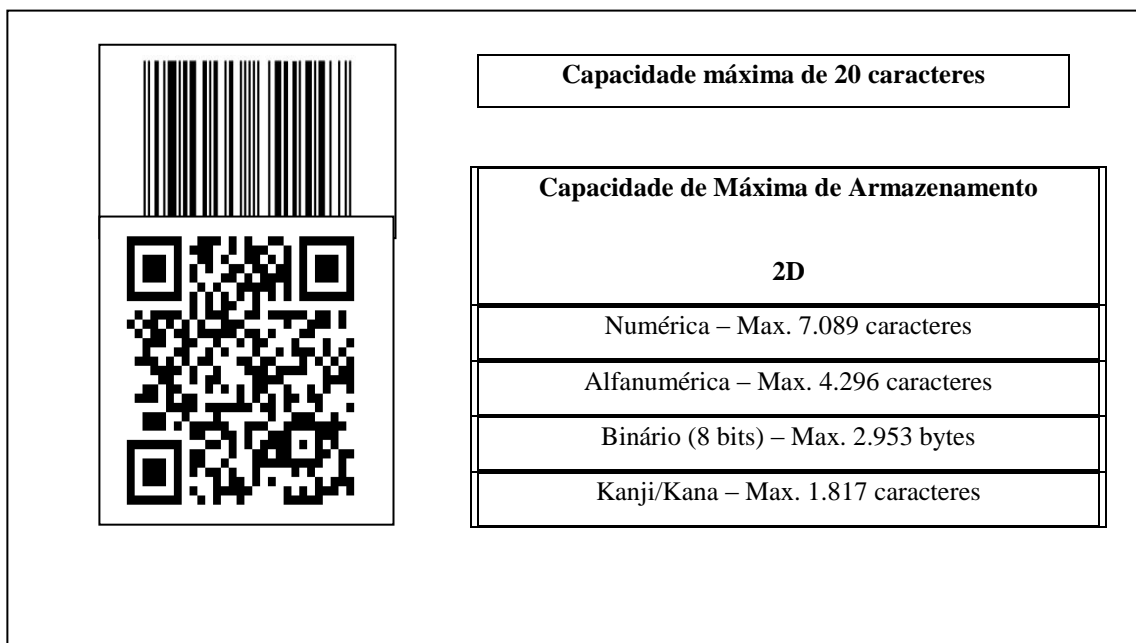 Capacidade máxima de 20 caracteres
Capacidade de Máxima de Armazenamento
2D
Numérica – Max. 7.089 caracteres
Alfanumérica – Max. 4.296 caracteres
Binário (8 bits) – Max. 2.953 bytes
Kanji/Kana – Max. 1.817 caracteres